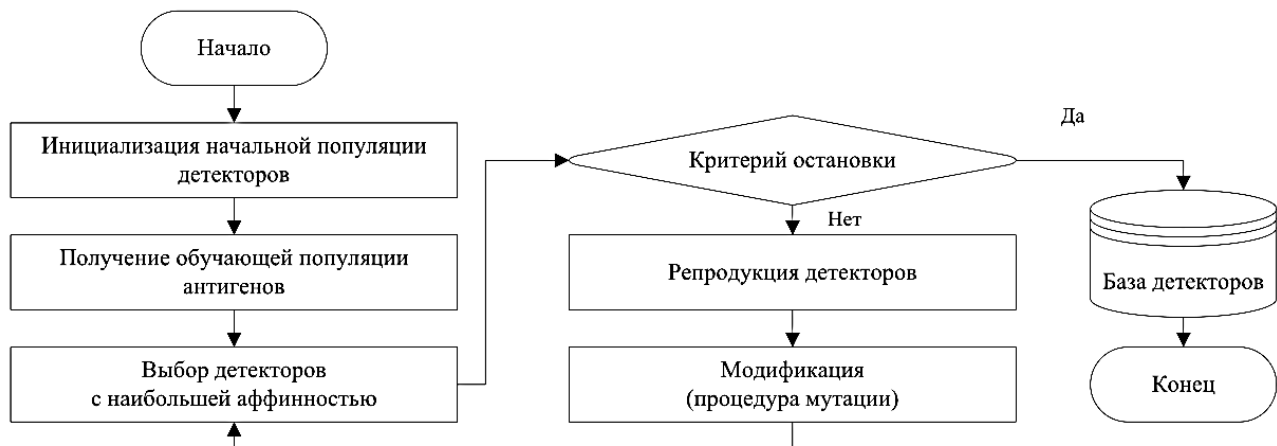 Начало
Инициализация начальной популяции
детекторов
Получение обучающей популяции
антигенов
Выбор детекторов
с наибольшей аффинностью
Критерий остановки
Да
Нет
Репродукция детекторов
Модификация
(процедура мутации)
База детекторов
Конец